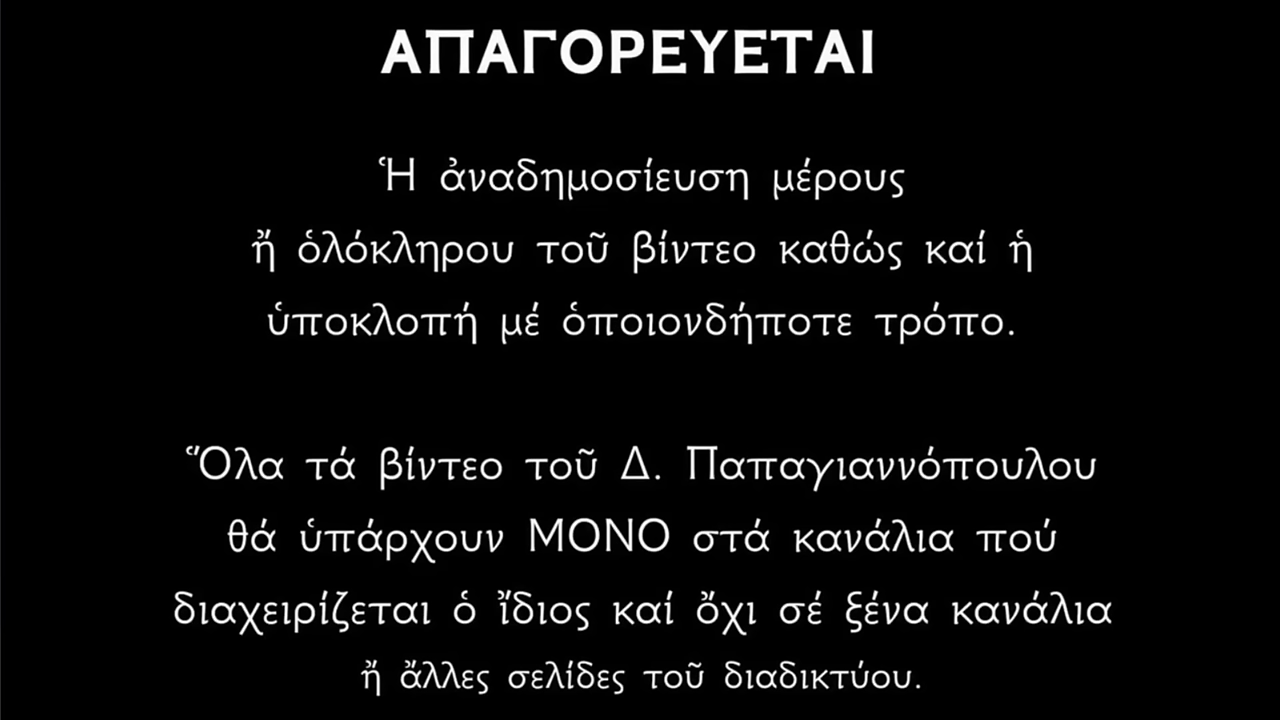 ΑΠΑΓΟΡΕΥΕΤΑΙ
Ἡ ἀναδημοσίευση μέρους
ἤ ὁλόκληρου τοῦ βίντεο καθώς καί ἡ
ὑποκλοπή μέ ὁποιονδήποτε τρόπο.
Ὅλα τά βίντεο τοῦ Δ. Παπαγιαννόπουλου
θά ὑπάρχουν ΜΟΝΟ στά κανάλια πού
διαχειρίζεται ὁ ἴδιος καί ὄχι σέ ξένα κανάλια
ἤ ἄλλες σελίδες τοῦ διαδικτύου.